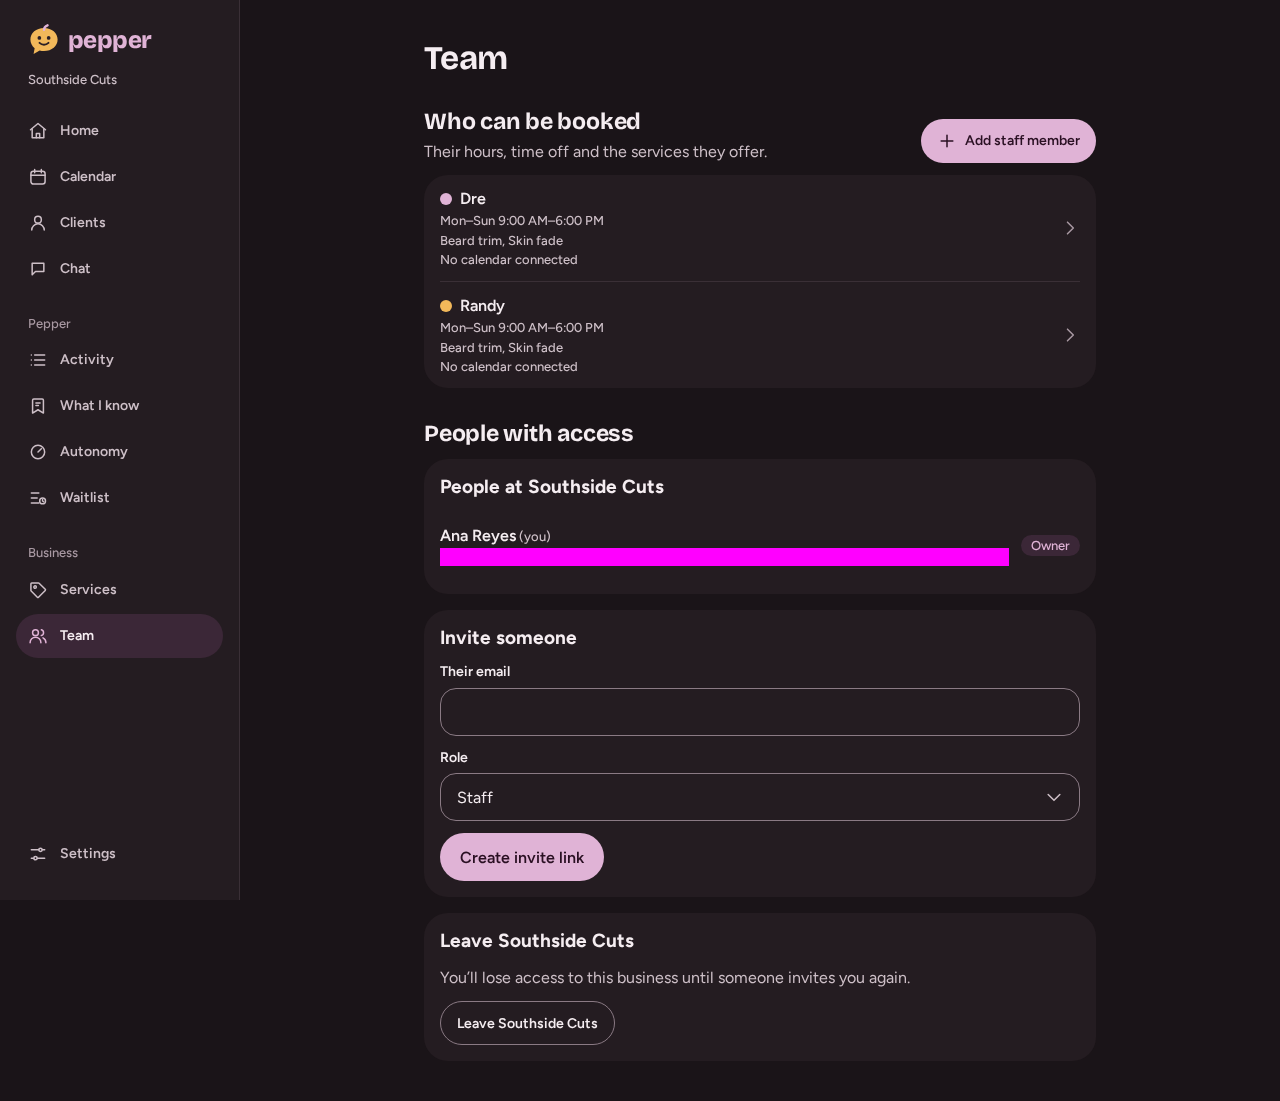 pepper
Southside Cuts
Home
Calendar
Clients
Chat
Pepper
Activity
What I know
Autonomy
Waitlist
Business
Services
Team
Settings
Team
Who can be booked
Their hours, time off and the services they offer.
Add staff member
Dre
Mon–Sun 9:00 AM–6:00 PM
Beard trim, Skin fade
No calendar connected
Randy
Mon–Sun 9:00 AM–6:00 PM
Beard trim, Skin fade
No calendar connected
People with access
People at Southside Cuts
Ana Reyes (you)
Owner
Invite someone
Their email
Role
Staff
Create invite link
Leave Southside Cuts
You’ll lose access to this business until someone invites you again.
Leave Southside Cuts